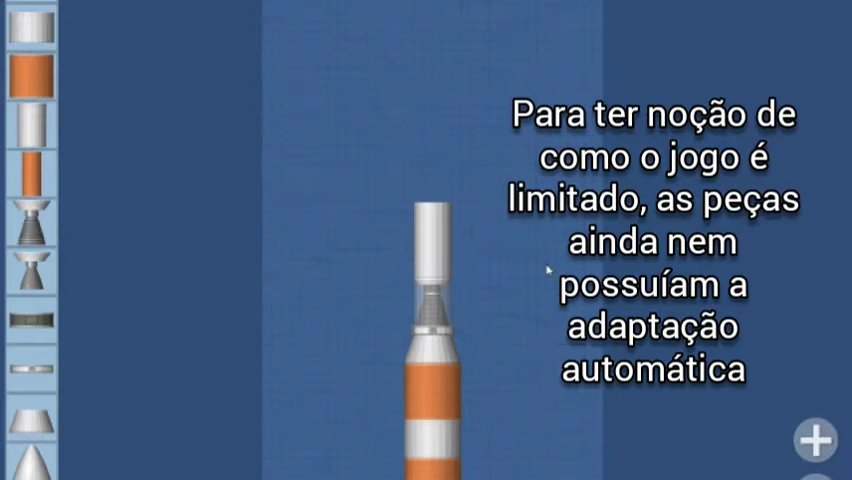 Para ter noção de
como o jogo é
limitado, as peças
ainda nem
possuíam a
adaptação
automática